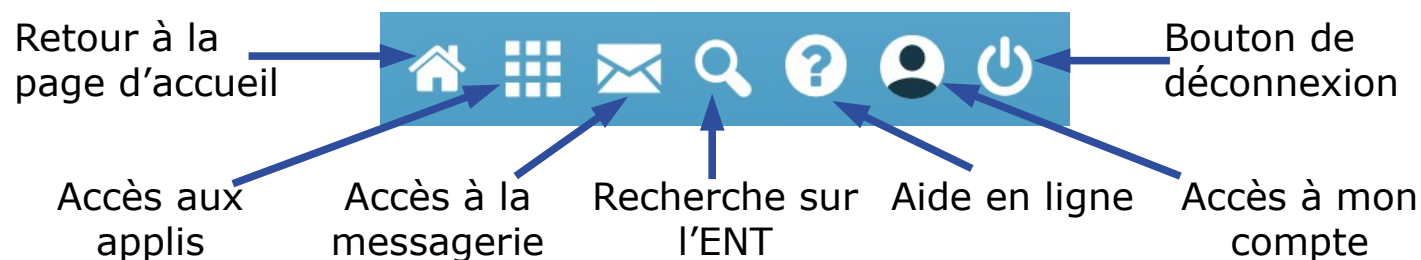 Retour à la
page d’accueil
Bouton de
déconnexion
Accès aux
applis
Accès à la
messagerie
Recherche sur
l’ENT
Aide en ligne
Accès à mon
compte